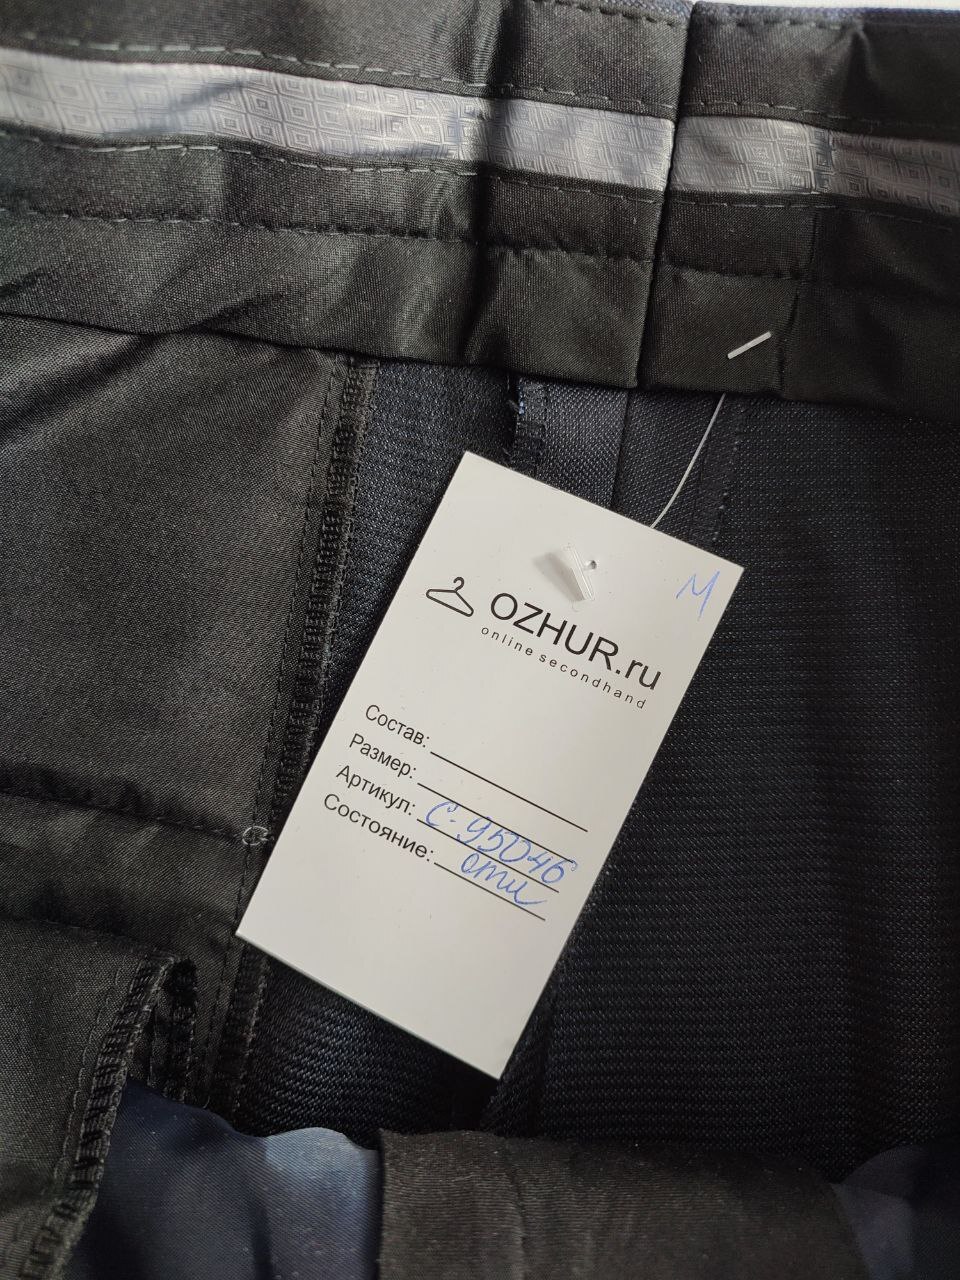 М
OZHUR.ru
online secondhand
Состав:
Размер:
Артикул: С-95046
Состояние: отл